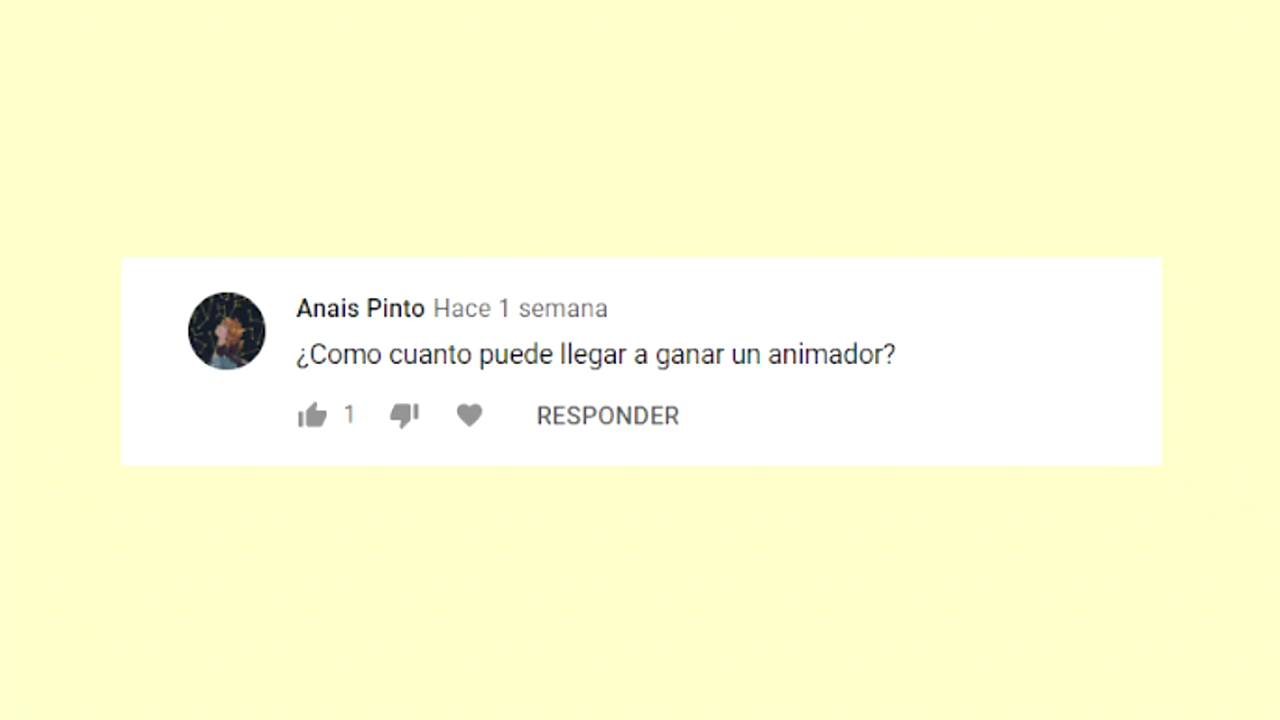 Anais Pinto Hace 1 semana
¿Como cuanto puede llegar a ganar un animador?
1 RESPONDER